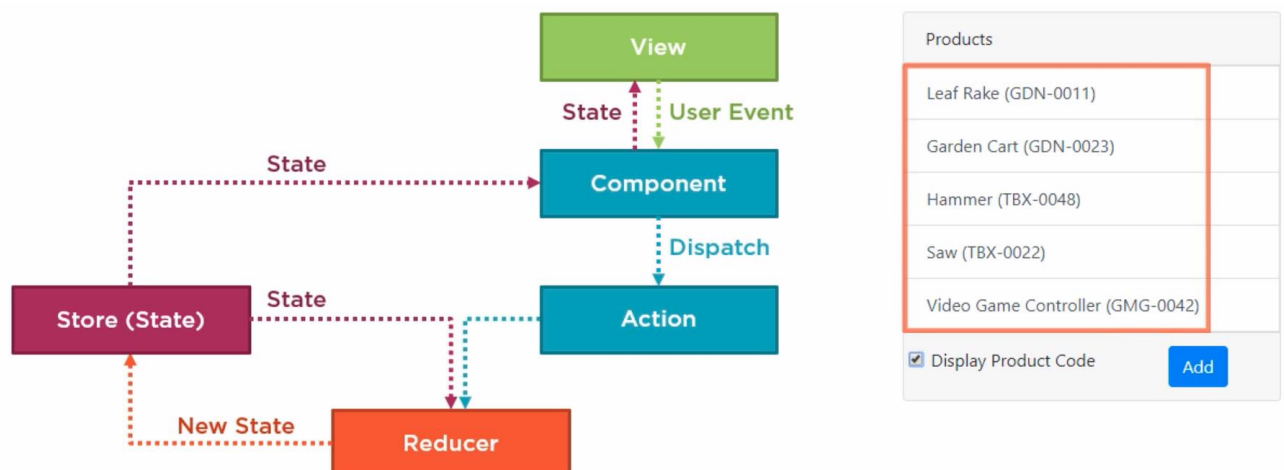 View
State
User Event
State
Component
Dispatch
Store (State)
State
Action
New State
Reducer
Products
Leaf Rake (GDN-0011)
Garden Cart (GDN-0023)
Hammer (TBX-0048)
Saw (TBX-0022)
Video Game Controller (GMG-0042)
Display Product Code
Add